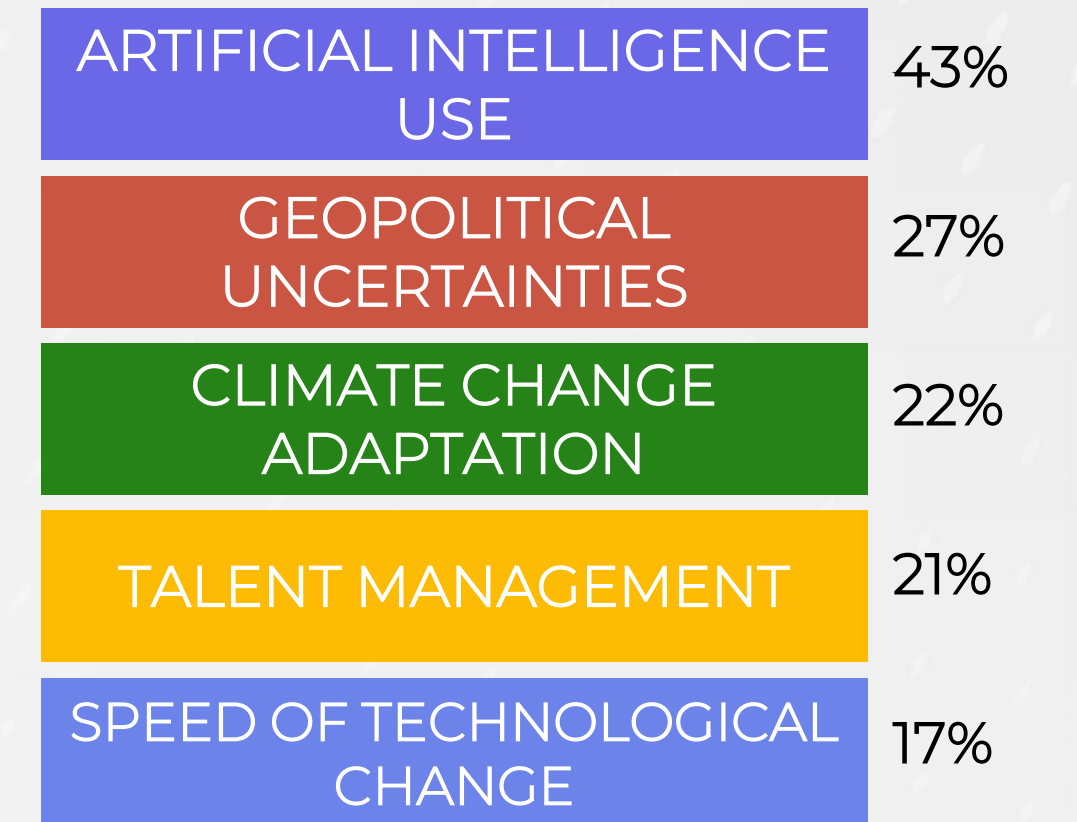 ARTIFICIAL INTELLIGENCE
USE
43%
GEOPOLITICAL
UNCERTAINTIES
27%
CLIMATE CHANGE
ADAPTATION
22%
TALENT MANAGEMENT
21%
SPEED OF TECHNOLOGICAL
CHANGE
17%